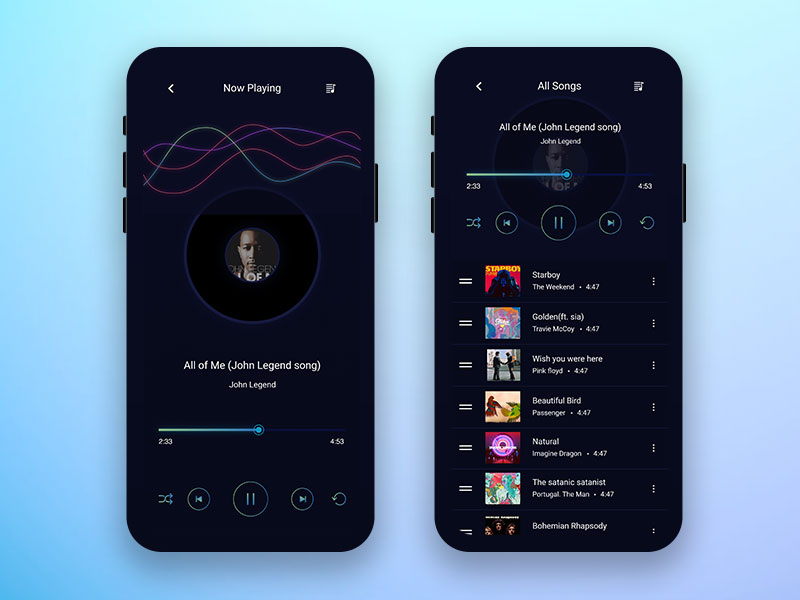 Now Playing
JOHN LEGEND
All of Me (John Legend song)
John Legend
2:33
4:53
All Songs
All of Me (John Legend song)
John Legend
2:33
4:53
STARBOY
Starboy
The Weekend • 4:47
Golden(ft. sia)
Travie McCoy • 4:47
Wish you were here
Pink floyd • 4:47
Beautiful Bird
Passenger • 4:47
Natural
Imagine Dragon • 4:47
The satanic satanist
Portugal. The Man • 4:47
Bohemian Rhapsody